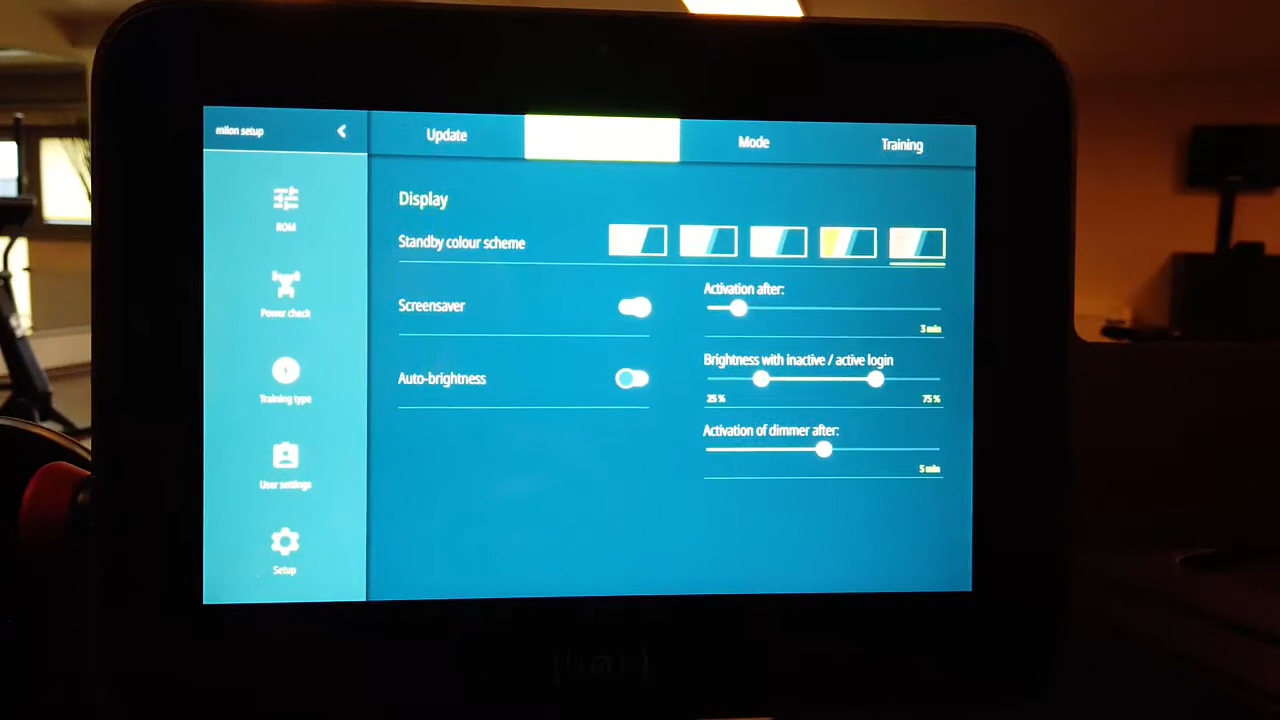 milon setup
Update
Mode
Training
ROM
Power check
Training type
User settings
Setup
Display
Standby colour scheme
Screensaver
Activation after:
3 min
Auto-brightness
Brightness with inactive / active login
25 %
75 %
Activation of dimmer after:
5 min